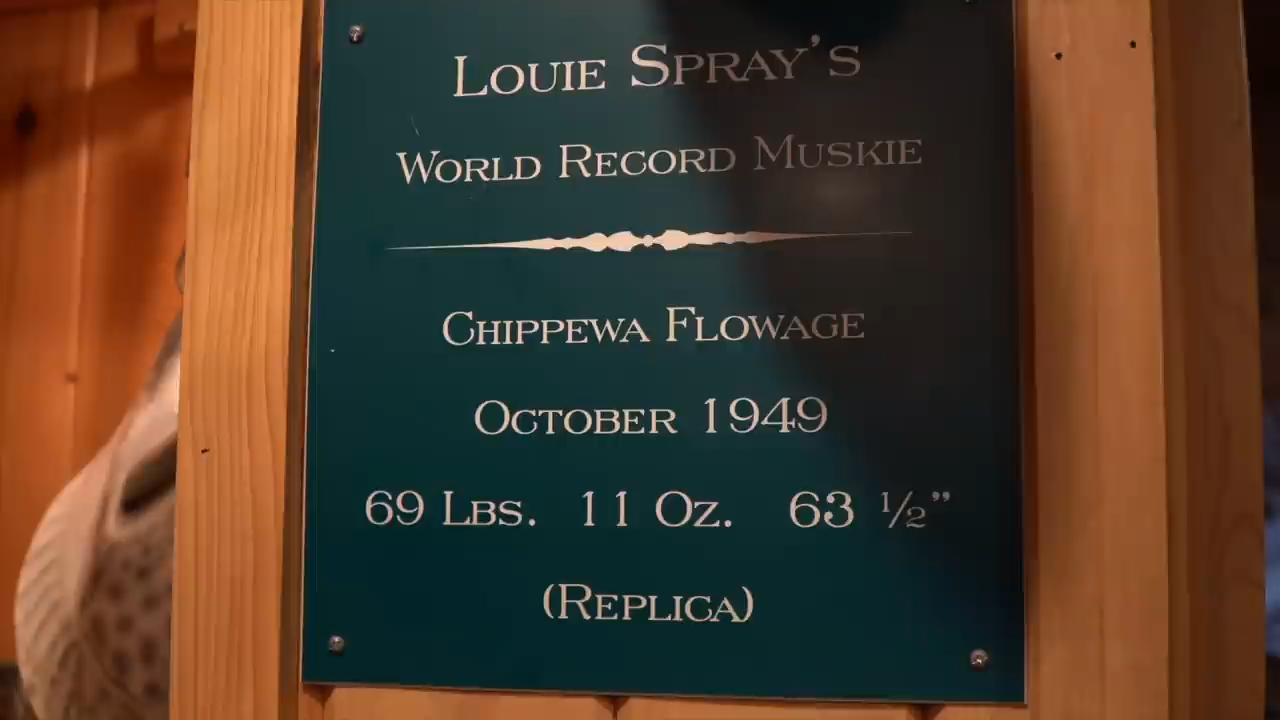 Louie Spray's
World Record Muskie
Chippewa Flowage
October 1949
69 Lbs. 11 Oz. 63 ½"
(Replica)